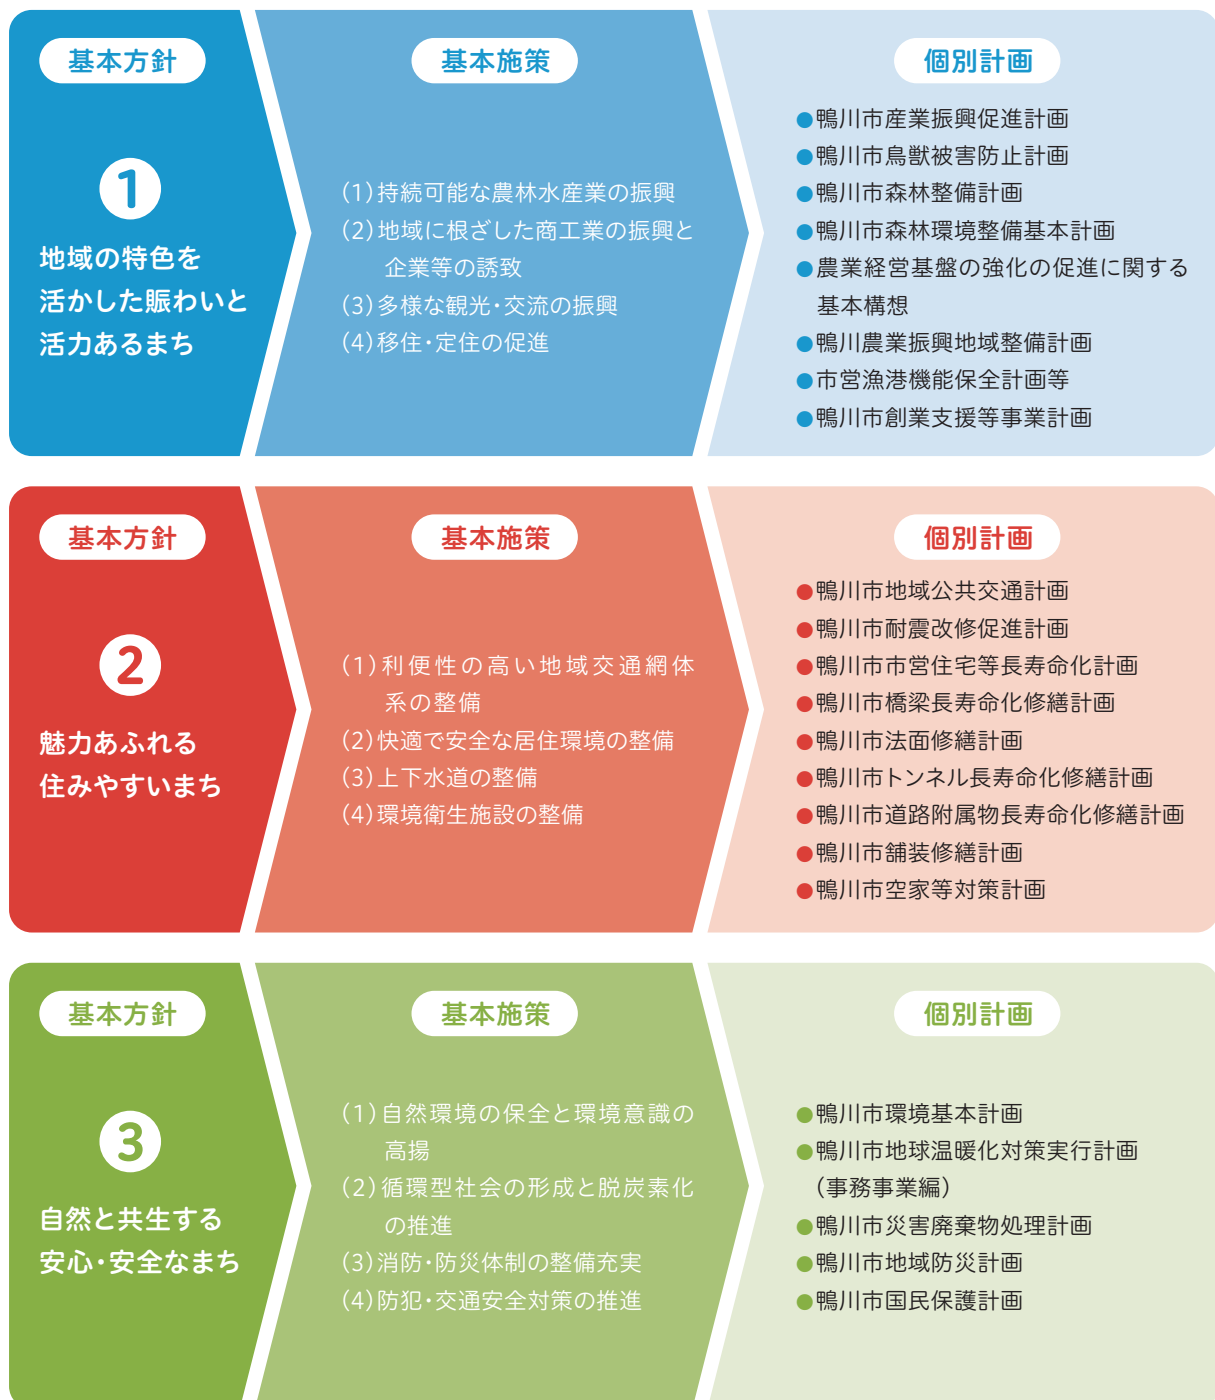 基本方針
1
地域の特色を
活かした賑わいと
活力あるまち
基本施策
(1)持続可能な農林水産業の振興
(2)地域に根ざした商工業の振興と
企業等の誘致
(3)多様な観光・交流の振興
(4)移住・定住の促進
個別計画
●鴨川市産業振興促進計画
●鴨川市鳥獣被害防止計画
●鴨川市森林整備計画
●鴨川市森林環境整備基本計画
●農業経営基盤の強化の促進に関する
基本構想
●鴨川農業振興地域整備計画
●市営漁港機能保全計画等
●鴨川市創業支援等事業計画
基本方針
2
魅力あふれる
住みやすいまち
基本施策
(1)利便性の高い地域交通網体
系の整備
(2)快適で安全な居住環境の整備
(3)上下水道の整備
(4)環境衛生施設の整備
個別計画
●鴨川市地域公共交通計画
●鴨川市耐震改修促進計画
●鴨川市市営住宅等長寿命化計画
●鴨川市橋梁長寿命化修繕計画
●鴨川市法面修繕計画
●鴨川市トンネル長寿命化修繕計画
●鴨川市道路附属物長寿命化修繕計画
●鴨川市舗装修繕計画
●鴨川市空家等対策計画
基本方針
3
自然と共生する
安心・安全なまち
基本施策
(1)自然環境の保全と環境意識の
高揚
(2)循環型社会の形成と脱炭素化
の推進
(3)消防・防災体制の整備充実
(4)防犯・交通安全対策の推進
個別計画
●鴨川市環境基本計画
●鴨川市地球温暖化対策実行計画
(事務事業編)
●鴨川市災害廃棄物処理計画
●鴨川市地域防災計画
●鴨川市国民保護計画